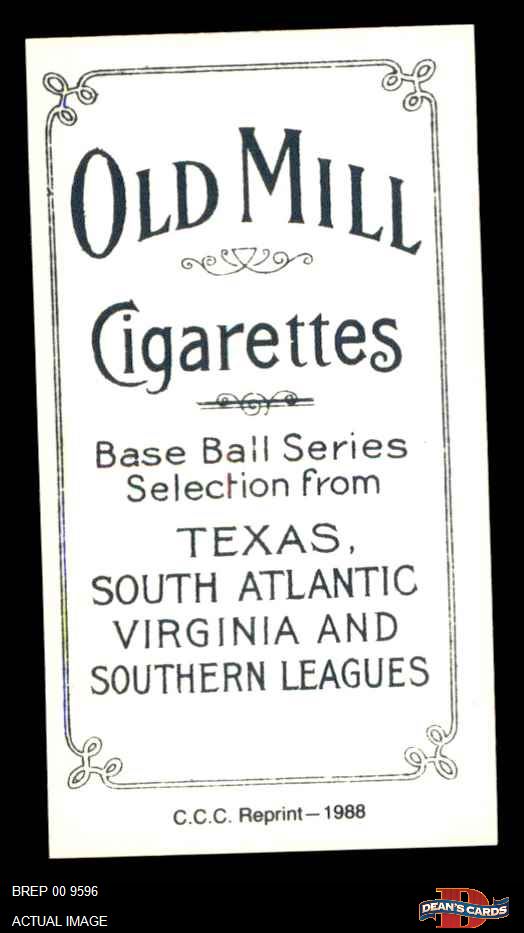 OLD MILL
Cigarettes
Base Ball Series
Selection from
TEXAS,
SOUTH ATLANTIC
VIRGINIA AND
SOUTHERN LEAGUES
C.C.C. Reprint—1988
BREP 00 9596
ACTUAL IMAGE
D
DEAN'S CARDS